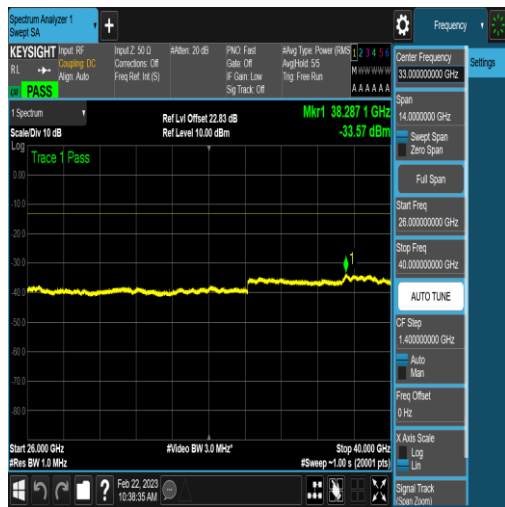 Spectrum Analyzer 1
Swept SA
Frequency
KEYSIGHT
RL
Input: RF
Coupling: DC
Align: Auto
Input Z: 50 Ω
Corrections: Off
Freq Ref: Int (S)
#Atten: 20 dB
PNO: Fast
Gate: Off
IF Gain: Low
Sig Track: Off
#Avg Type: Power (RMS
Avg|Hold: 5/5
Trig: Free Run
1 2 3 4 5 6
M W W W W W
A A A A A A
PASS
1 Spectrum
Scale/Div 10 dB
Ref Lvl Offset 22.83 dB
Ref Level 10.00 dBm
Mkr1 38.287 1 GHz
-33.57 dBm
Log
Trace 1 Pass
0.00
-10.0
-20.0
-30.0
-40.0
-50.0
-60.0
-70.0
-80.0
1
Start 26.000 GHz
#Res BW 1.0 MHz
#Video BW 3.0 MHz*
Stop 40.000 GHz
#Sweep ~1.00 s (20001 pts)
Feb 22, 2023
10:38:35 AM
Center Frequency
33.000000000 GHz
Settings
Span
14.0000000 GHz
Swept Span
Zero Span
Full Span
Start Freq
26.000000000 GHz
Stop Freq
40.000000000 GHz
AUTO TUNE
CF Step
1.400000000 GHz
Auto
Man
Freq Offset
0 Hz
X Axis Scale
Log
Lin
Signal Track
(Span Zoom)